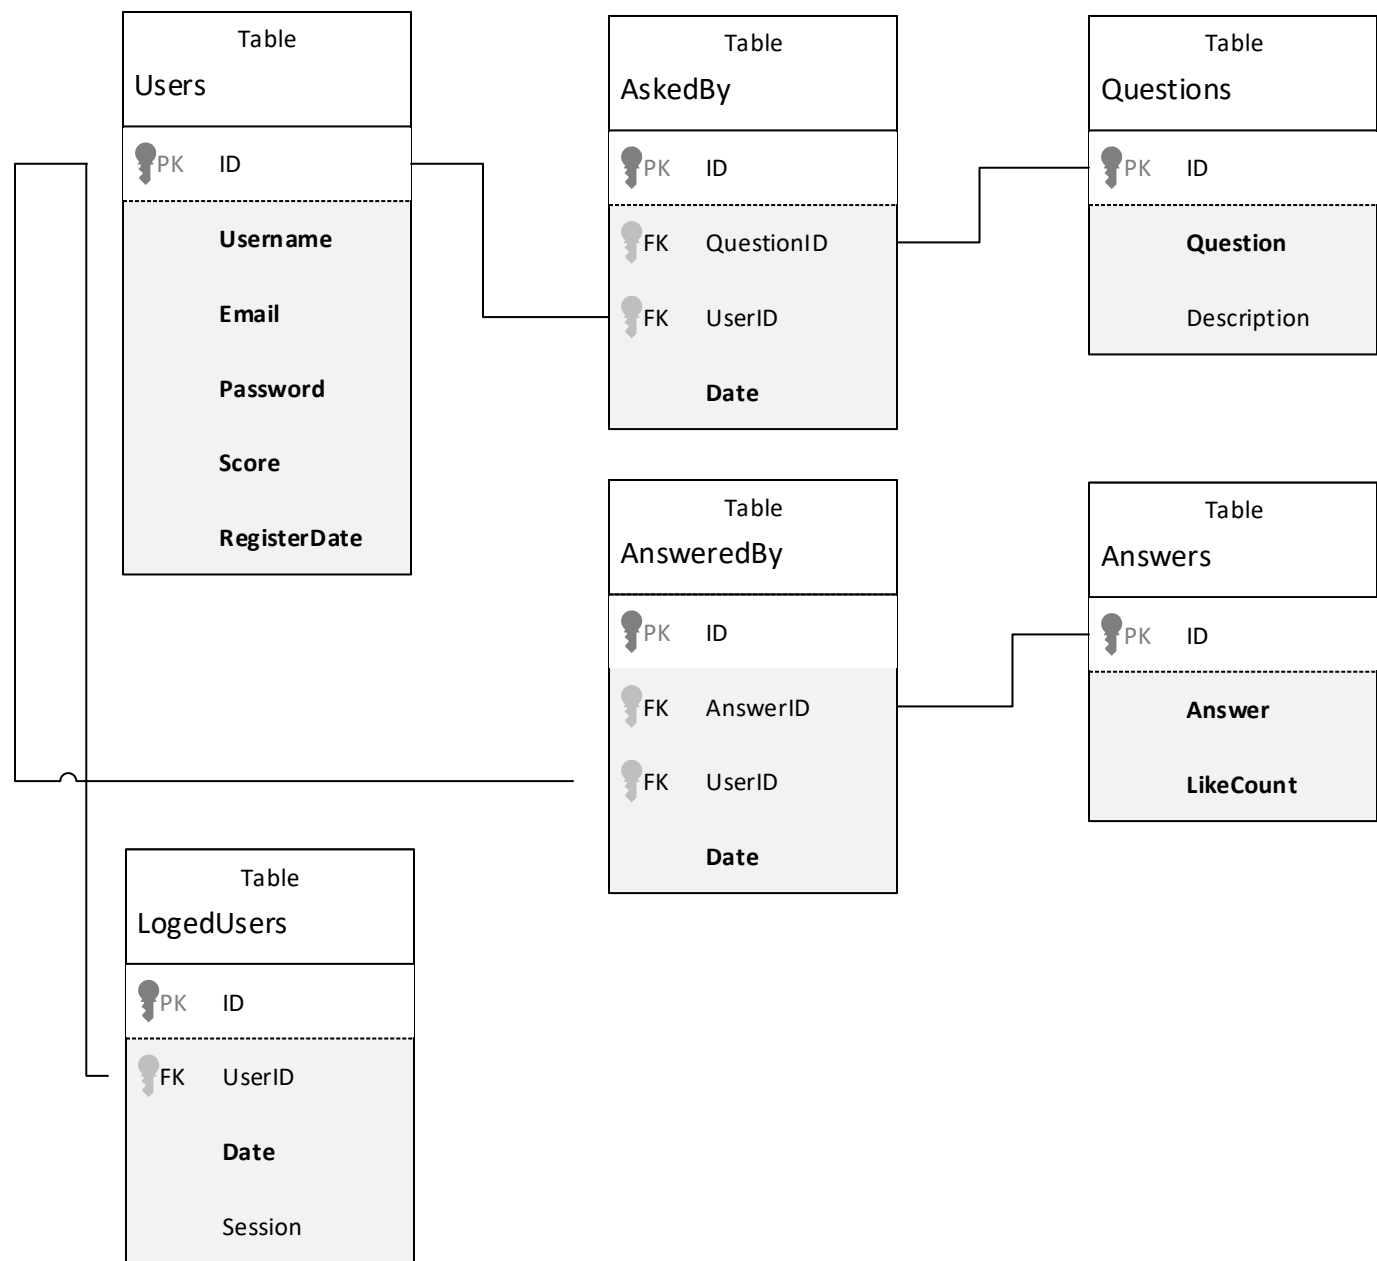 Table
Users
PK ID
Username
Email
Password
Score
RegisterDate
Table
AskedBy
PK ID
FK QuestionID
FK UserID
Date
Table
Questions
PK ID
Question
Description
Table
AnsweredBy
PK ID
FK AnswerID
FK UserID
Date
Table
Answers
PK ID
Answer
LikeCount
Table
LogedUsers
PK ID
FK UserID
Date
Session